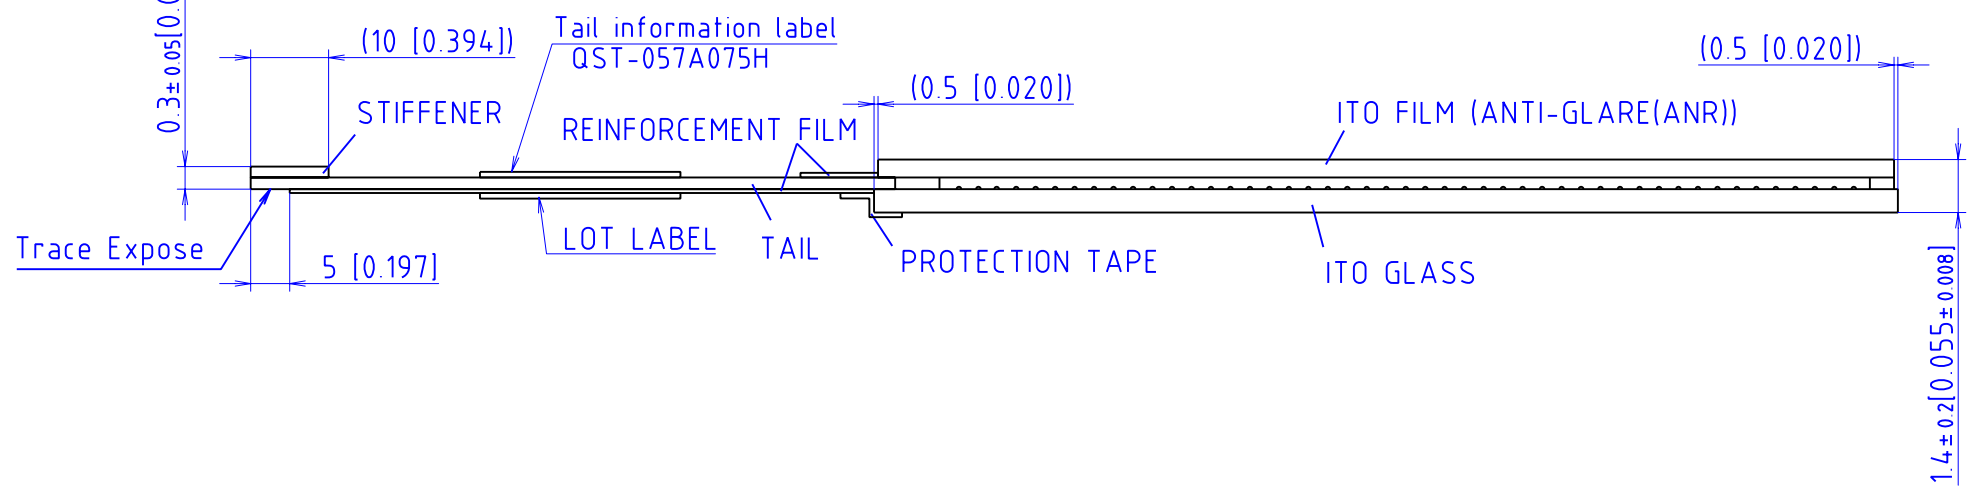 Tail information label
QST-057A075H
(10 [0.394])
(0.5 [0.020])
(0.5 [0.020])
0.3± 0.05[0.0
STIFFENER
REINFORCEMENT FILM
ITO FILM (ANTI-GLARE(ANR))
Trace Expose
5 [0.197]
LOT LABEL
TAIL
PROTECTION TAPE
ITO GLASS
1.4± 0.2[0.055± 0.008]